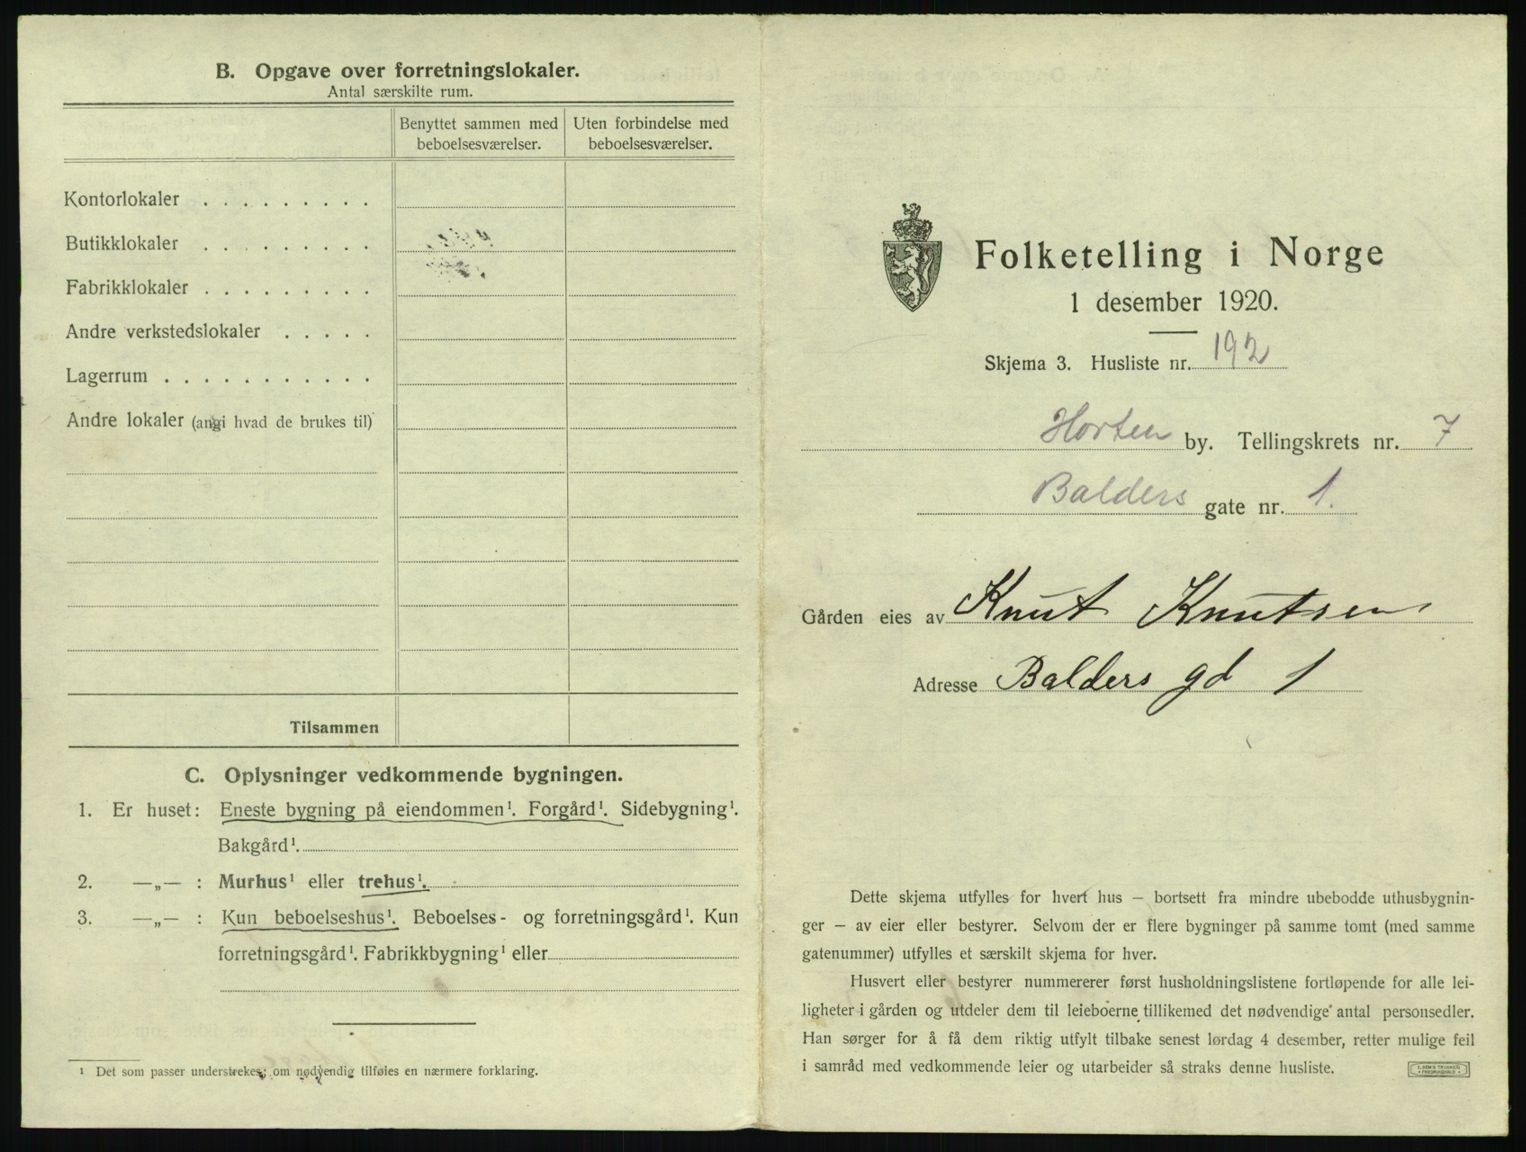 B. Opgave over forretningslokaler.
Antal særskilte rum.
Benyttet sammen med beboelsesværelser.
Uten forbindelse med beboelsesværelser.
Kontorlokaler . . . . . . . . .
Butikklokaler . . . . . . . . .
Fabrikklokaler . . . . . . . . .
Andre verkstedslokaler . . . . .
Lagerrum . . . . . . . . . . .
Andre lokaler (angi hvad de brukes til)
Tilsammen
C. Oplysninger vedkommende bygningen.
1. Er huset: Eneste bygning på eiendommen¹. Forgård¹. Sidebygning¹.
Bakgård¹.
2. —„— : Murhus¹ eller trehus¹.
3. —„— : Kun beboelseshus¹. Beboelses- og forretningsgård¹. Kun
forretningsgård¹. Fabrikkbygning¹ eller
¹ Det som passer understrekes; om nødvendig tilføies en nærmere forklaring.
Folketelling i Norge
1 desember 1920.
Skjema 3. Husliste nr. 192
Horten by. Tellingskrets nr. 7
Balders gate nr. 1.
Gården eies av Knut Knutsen
Adresse Balders gd 1
Dette skjema utfylles for hvert hus — bortsett fra mindre ubebodde uthusbygnin-
ger — av eier eller bestyrer. Selvom der er flere bygninger på samme tomt (med samme
gatenummer) utfylles et særskilt skjema for hver.
Husvert eller bestyrer nummererer først husholdningslistene fortløpende for alle lei-
ligheter i gården og utdeler dem til leieboerne tillikemed det nødvendige antal personsedler.
Han sørger for å få dem riktig utfylt tilbake senest lørdag 4 desember, retter mulige feil
i samråd med vedkommende leier og utarbeider så straks denne husliste.